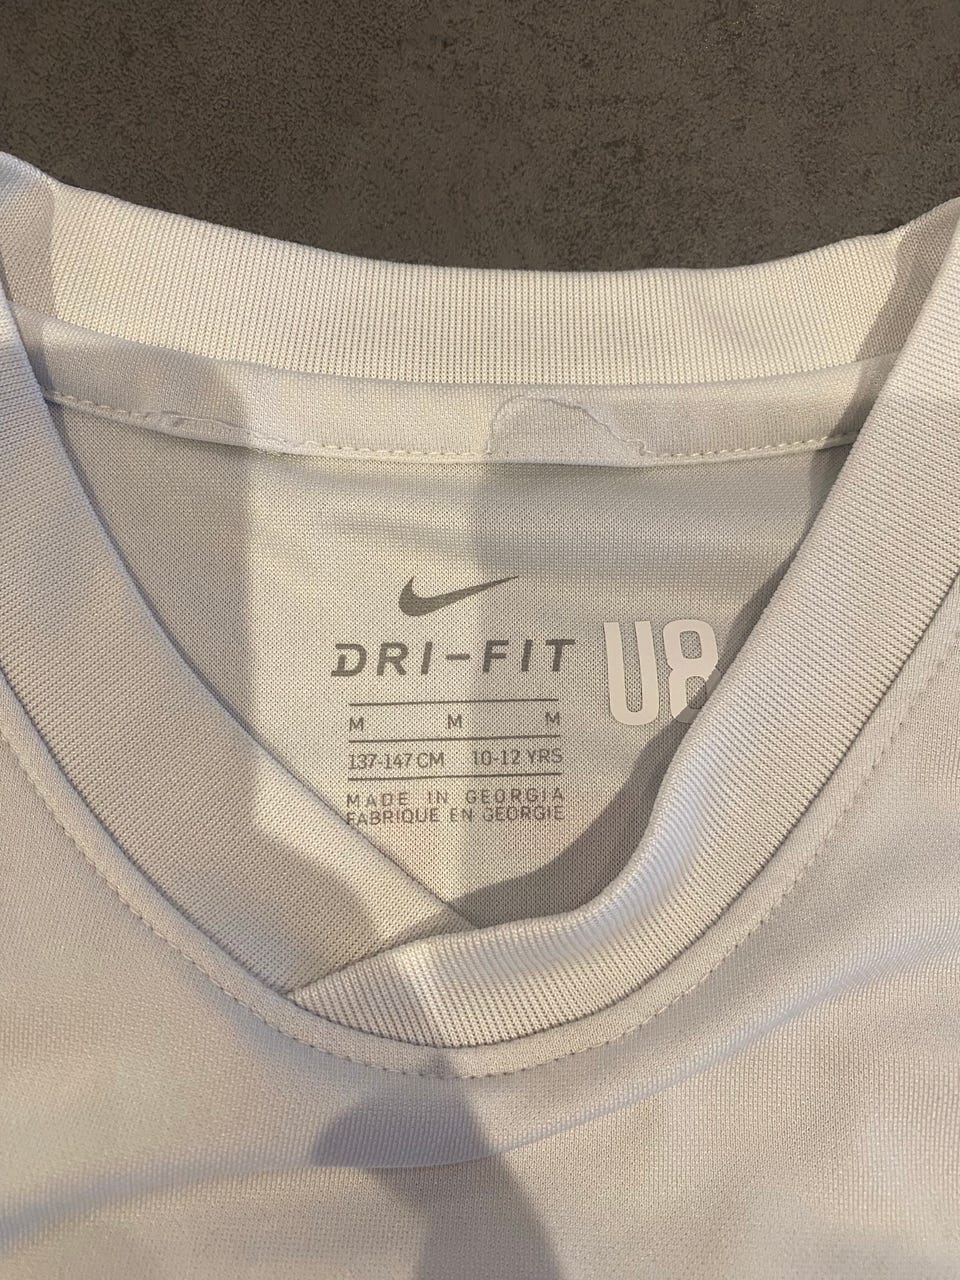 DRI-FIT
U8
M M M
137-147 CM 10-12 YRS
MADE IN GEORGIA
FABRIQUE EN GEORGIE